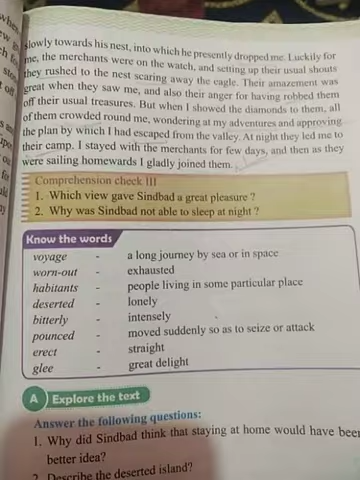 slowly towards his nest, into which he presently dropped me. Luckily for
me, the merchants were on the watch, and setting up their usual shouts
they rushed to the nest scaring away the eagle. Their amazement was
great when they saw me, and also their anger for having robbed them
off their usual treasures. But when I showed the diamonds to them, all
of them crowded round me, wondering at my adventures and approving
the plan by which I had escaped from the valley. At night they led me to
their camp. I stayed with the merchants for few days, and then as they
were sailing homewards I gladly joined them.
Comprehension check III
1. Which view gave Sindbad a great pleasure ?
2. Why was Sindbad not able to sleep at night ?
Know the words
voyage - a long journey by sea or in space
worn-out - exhausted
habitants - people living in some particular place
deserted - lonely
bitterly - intensely
pounced - moved suddenly so as to seize or attack
erect - straight
glee - great delight
A Explore the text
Answer the following questions:
1. Why did Sindbad think that staying at home would have been
better idea?
2. Describe the deserted island?